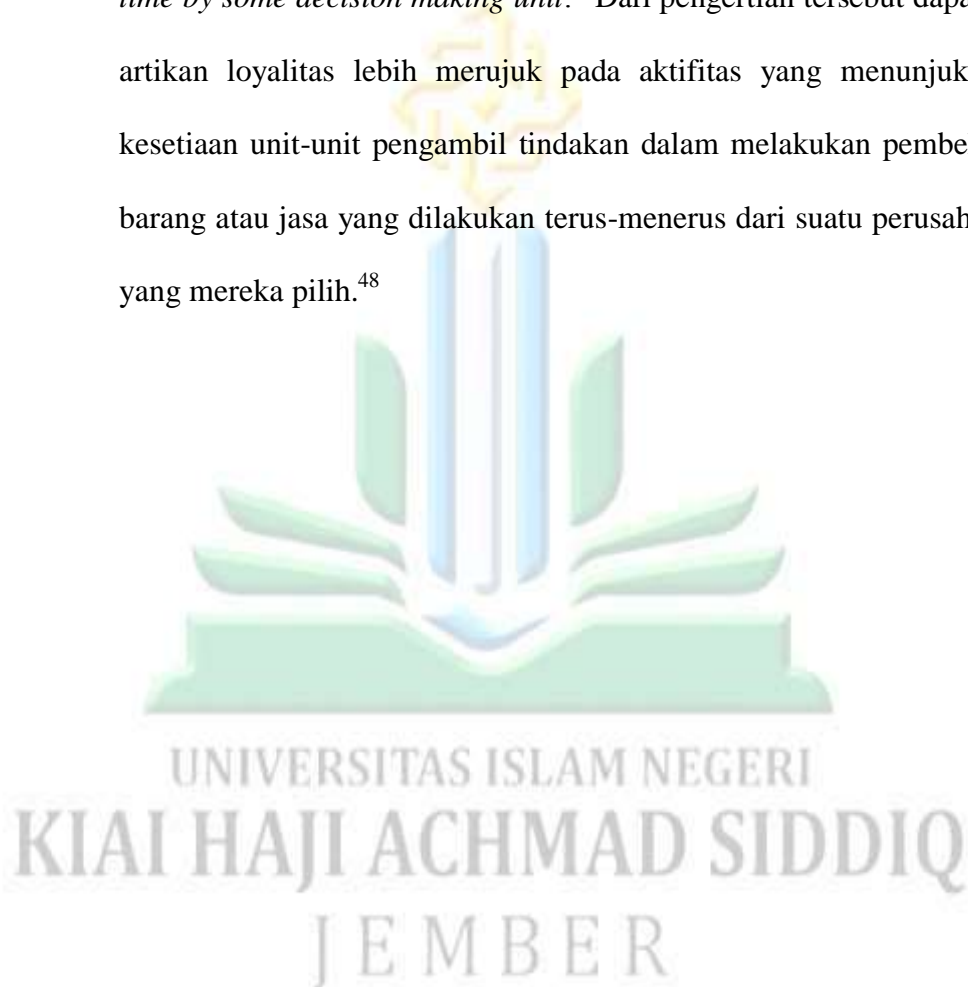 time by some decision making unit." Dari pengertian tersebut dapa
artikan loyalitas lebih merujuk pada aktifitas yang menunjuk
kesetiaan unit-unit pengambil tindakan dalam melakukan pembe
barang atau jasa yang dilakukan terus-menerus dari suatu perusah
yang mereka pilih.48
UNIVERSITAS ISLAM NEGERI
KIAI HAJI ACHMAD SIDDIQ
JEMBER